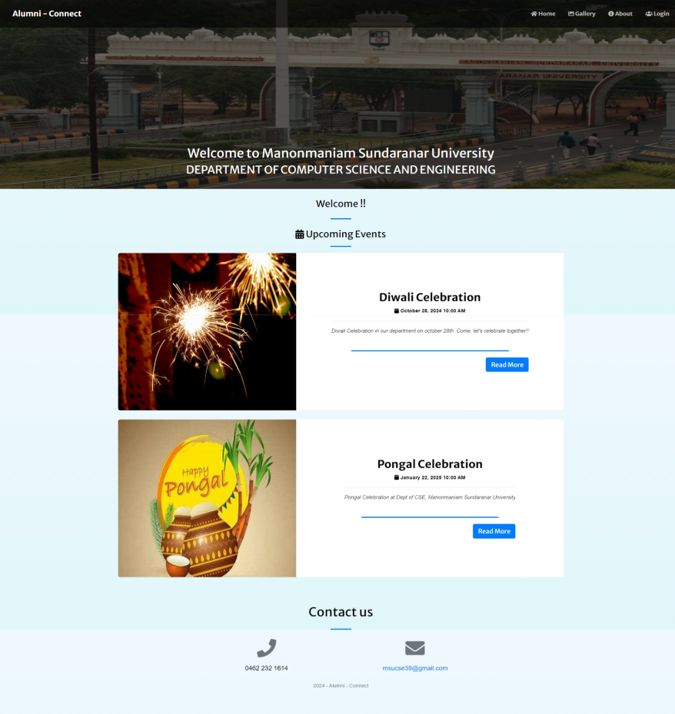 Alumni - Connect
Home
Gallery
About
Login
Welcome to Manonmaniam Sundaranar University
DEPARTMENT OF COMPUTER SCIENCE AND ENGINEERING
Welcome !!
Upcoming Events
Diwali Celebration
October 28, 2024 10:00 AM
Diwali Celebration in our department on october 28th. Come, let's celebrate together!!
Read More
Happy
Pongal
Pongal Celebration
January 22, 2025 10:00 AM
Pongal Celebration at Dept of CSE, Manonmaniam Sundaranar University
Read More
Contact us
0462 232 1614
msucse39@gmail.com
2024 - Alumni - Connect